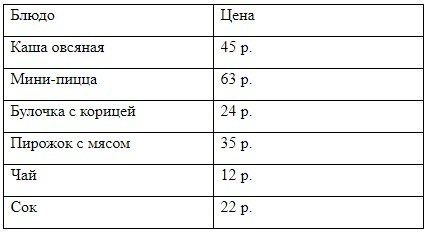 Блюдо Цена
Каша овсяная 45 р.
Мини-пицца 63 р.
Булочка с корицей 24 р.
Пирожок с мясом 35 р.
Чай 12 р.
Сок 22 р.